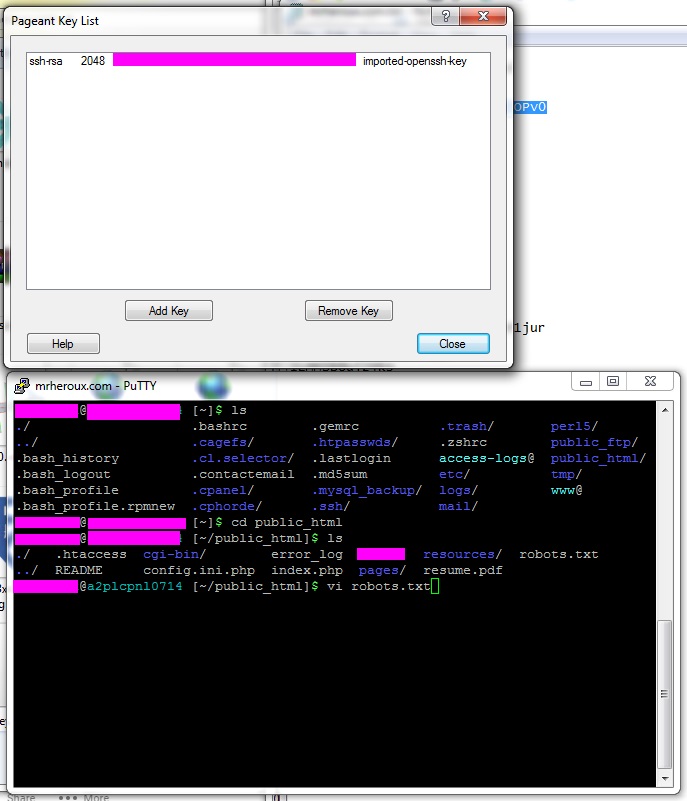 Pageant Key List
ssh-rsa 2048 imported-openssh-key
Add Key Remove Key
Help Close
OPv0
1jur
mrheroux.com - PuTTY
@ [~]$ ls
./ .bashrc .gemrc .trash/ perl5/
../ .cagefs/ .htpasswds/ .zshrc public_ftp/
.bash_history .cl.selector/ .lastlogin access-logs@ public_html/
.bash_logout .contactemail .md5sum etc/ tmp/
.bash_profile .cpanel/ .mysql_backup/ logs/ www@
.bash_profile.rpmnew .cphorde/ .ssh/ mail/
@ [~]$ cd public_html
@ [~/public_html]$ ls
./ .htaccess cgi-bin/ error_log resources/ robots.txt
../ README config.ini.php index.php pages/ resume.pdf
@a2plcpnl0714 [~/public_html]$ vi robots.txt
Share ••• More